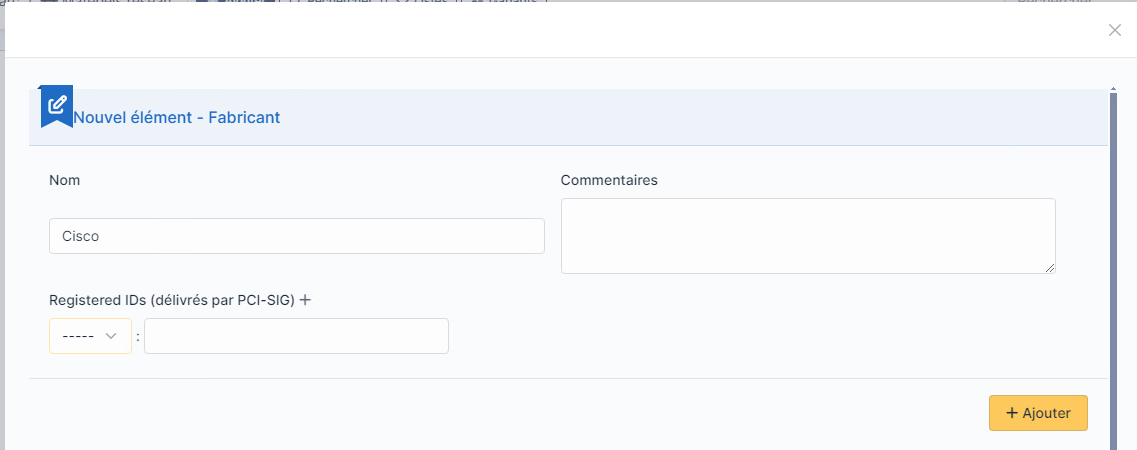 Nouvel élément - Fabricant
Nom
Commentaires
Cisco
Registered IDs (délivrés par PCI-SIG) +
----- :
+ Ajouter